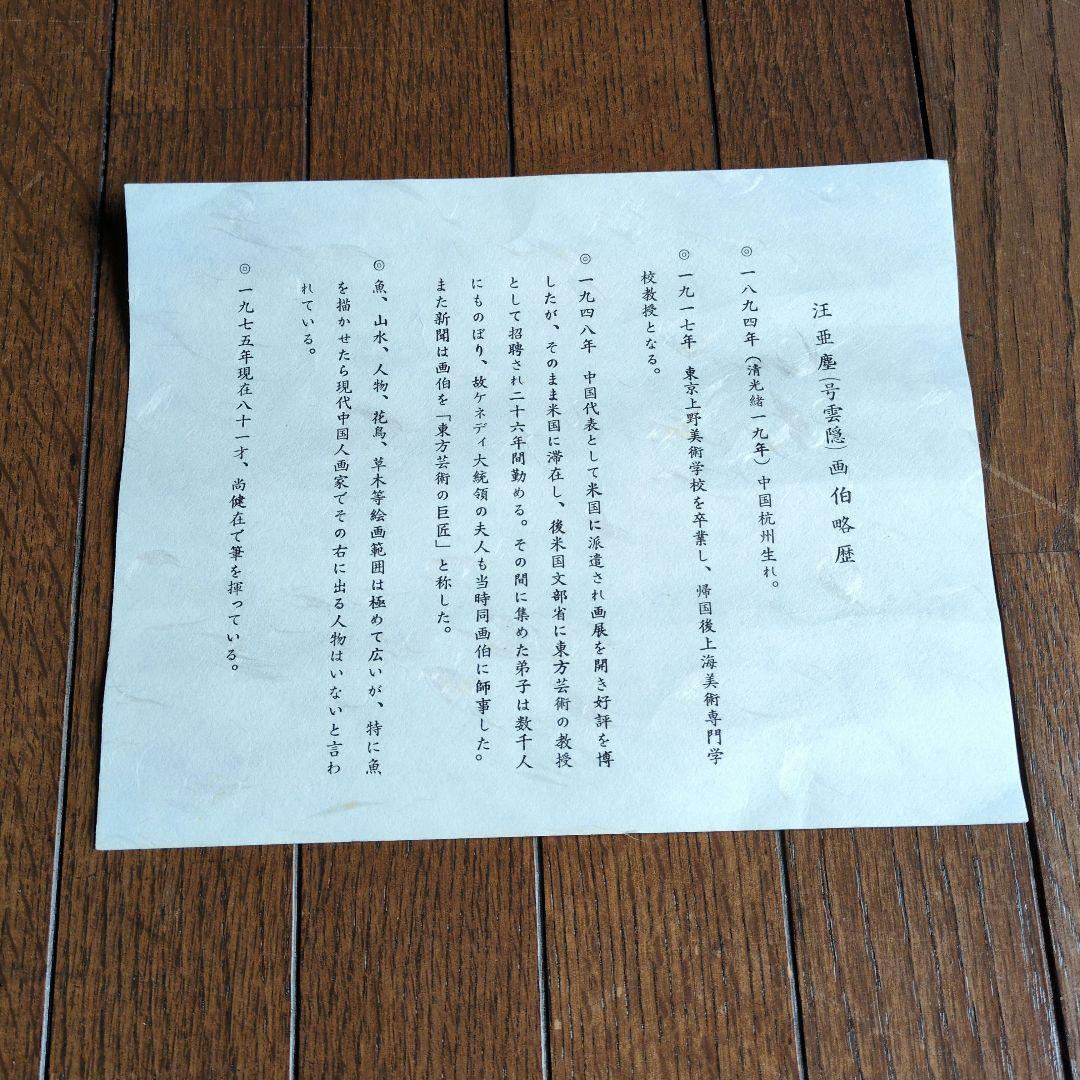 汪亜塵(号雲隠)画伯略歴
◎一八九四年(清光緒一九年)中国杭州生れ。
◎一九一七年 東京上野美術学校を卒業し、帰国後上海美術専門学
校教授となる。
◎一九四八年 中国代表として米国に派遣され画展を開き好評を博
したが、そのまま米国に滞在し、後米国文部省に東方芸術の教授
として招聘され二十六年間勤める。その間に集めた弟子は数千人
にものぼり、故ケネディ大統領の夫人も当時同画伯に師事した。
また新聞は画伯を「東方芸術の巨匠」と称した。
◎魚、山水、人物、花鳥、草木等絵画範囲は極めて広いが、特に魚
を描かせたら現代中国人画家でその右に出る人物はいないと言わ
れている。
◎一九七五年現在八十一才、尚健在で筆を揮っている。